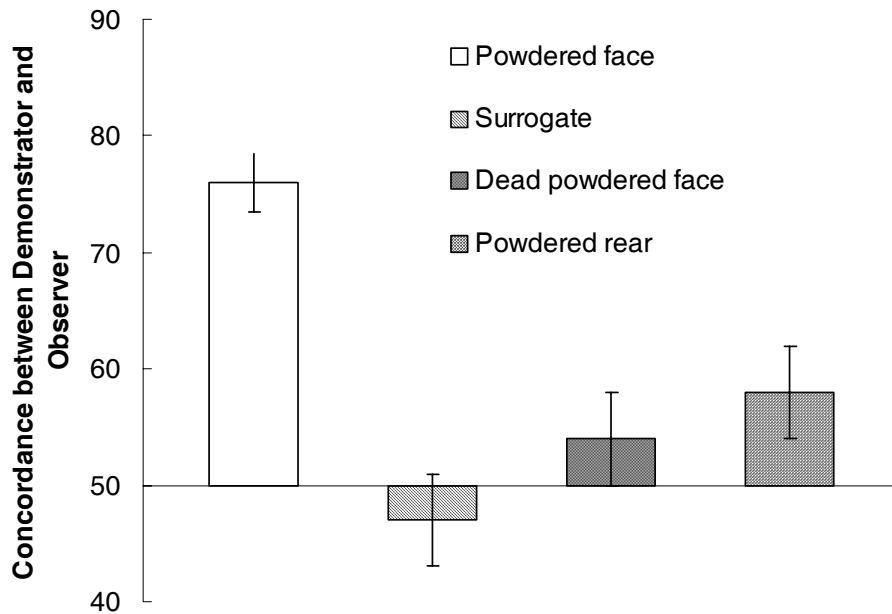 Concordance between Demonstrator and
Observer
90
80
70
60
50
40
Powdered face
Surrogate
Dead powdered face
Powdered rear